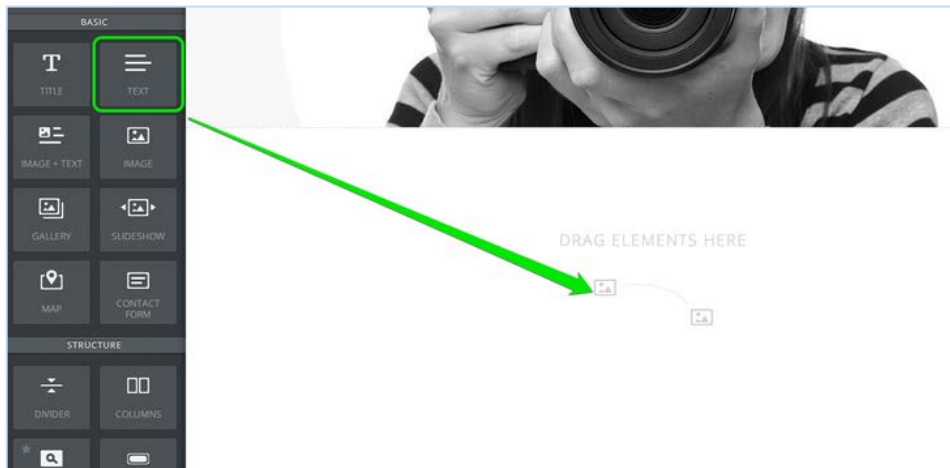 BASIC
T
TITLE
TEXT
IMAGE + TEXT
IMAGE
GALLERY
SLIDESHOW
MAP
CONTACT
FORM
STRUCTURE
DIVIDER
COLUMNS
DRAG ELEMENTS HERE